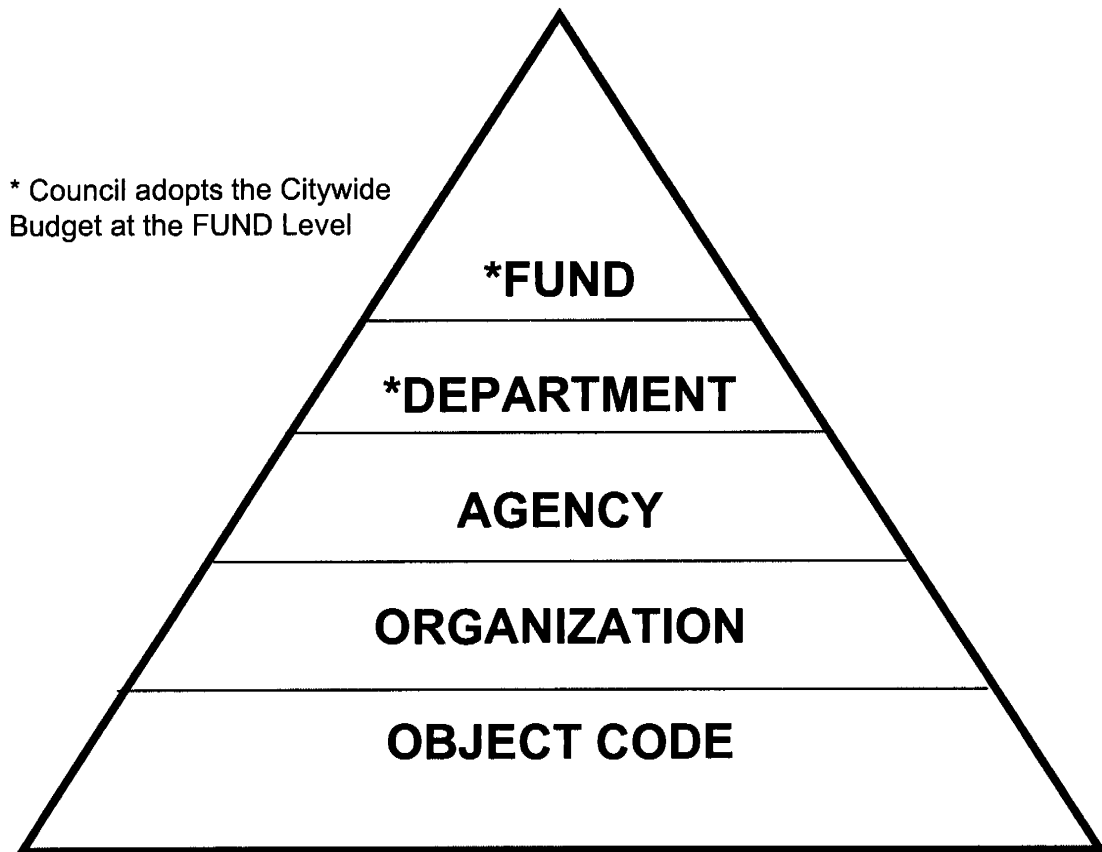 * Council adopts the Citywide
Budget at the FUND Level
*FUND
*DEPARTMENT
AGENCY
ORGANIZATION
OBJECT CODE